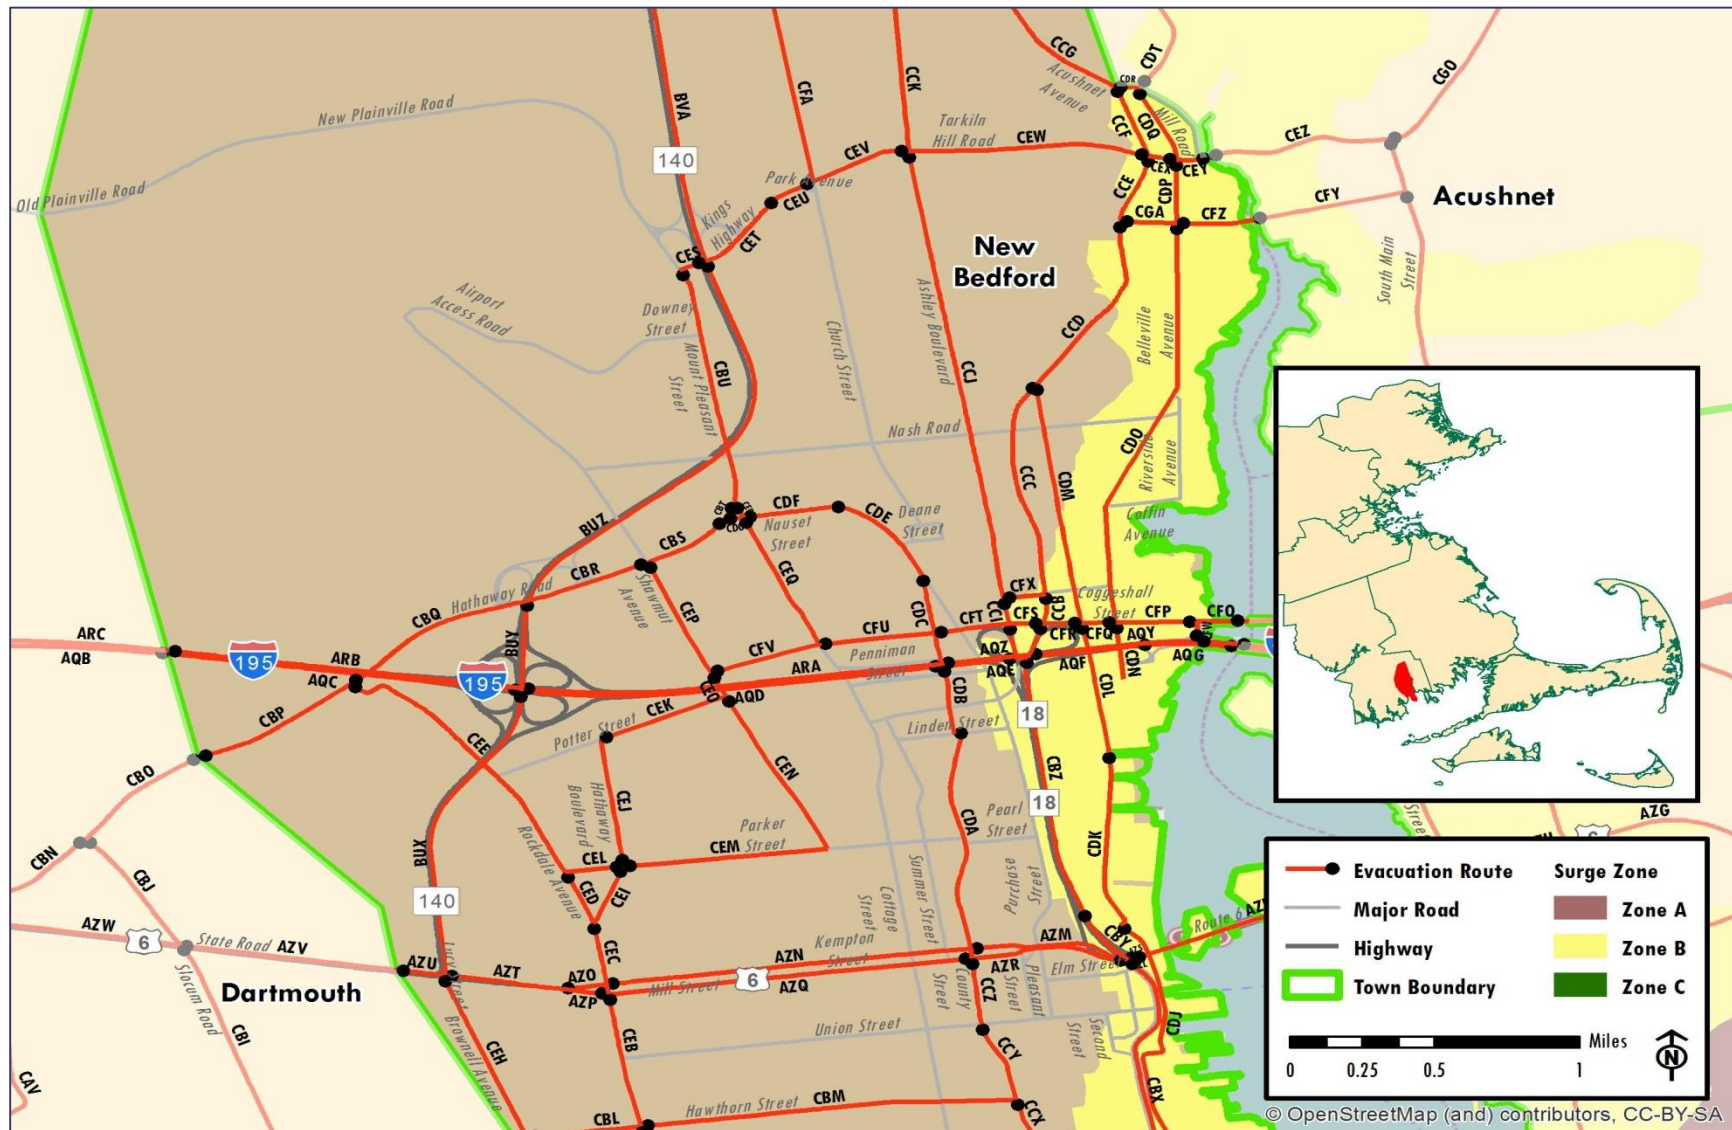 CCG
CDT
CGO
CDR
Acushnet
Avenue
BVA
CFA
CCK
New Plainville Road
140
Tarkiln
Hill Road
CCF
CDQ
Mill Road
CEZ
CEV
CEW
CEX
CEY
Old Plainville Road
Park Avenue
CEU
CCE
CDP
CFY
Acushnet
Kings
Highway
CET
CES
CGA
CFZ
New
Bedford
South Main
Street
Airport
Access Road
Downey
Street
Mount Pleasant
Street
CBU
Church Street
Ashley Boulevard
CCJ
CCD
Belleville
Avenue
Nash Road
CCC
CDM
CDO
Riverside
Avenue
BUZ
CBT
CDF
CDE
Nauset
Street
Deane
Street
Coffin
Avenue
CBS
CBR
CEQ
Hathaway Road
CBQ
Shawmut
Avenue
CEP
CDC
CFX
CCI
CCB
Coggeshall
Street
CFT
CFS
CFR
CFQ
CFP
CFO
CFU
CFV
ARC
AQB
195
ARB
AQC
BUY
195
ARA
AQD
CEO
Penniman
Street
AQZ
AQE
AQF
AQY
AQG
CDN
CDL
CDB
CBP
CBO
CEE
CEK
Potter Street
CEN
Linden Street
18
CBZ
18
CEJ
Hathaway
Boulevard
Pearl
Street
CDA
CDK
CBN
CBJ
BUX
Rockdale Avenue
CEL
CEM
Parker
Street
CED
CEI
Cottage
Street
Summer Street
Purchase
Street
140
AZW
6
State Road
AZV
AZU
Lucy Street
AZT
AZO
AZP
CEC
AZN
Kempton
Street
6
AZQ
Mill Street
AZM
AZR
Elm Street
CBY
Route 6
Slocum Road
CBI
Dartmouth
CAV
CEH
Brownell Avenue
CEB
Union Street
County
Street
CCZ
Pleasant
Street
Second
Street
CCY
CDJ
CBX
CBL
Hawthorn Street
CBM
CCX
AZG
6
Evacuation Route
Surge Zone
Major Road
Zone A
Highway
Zone B
Town Boundary
Zone C
Miles
0
0.25
0.5
1
N
© OpenStreetMap (and) contributors, CC-BY-SA